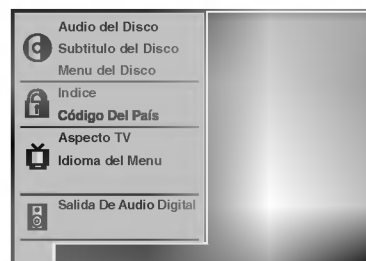 Audio del Disco
Subtitulo del Disco
Menu del Disco
Indice
Código Del País
Aspecto TV
Idioma del Menu
Salida De Audio Digital